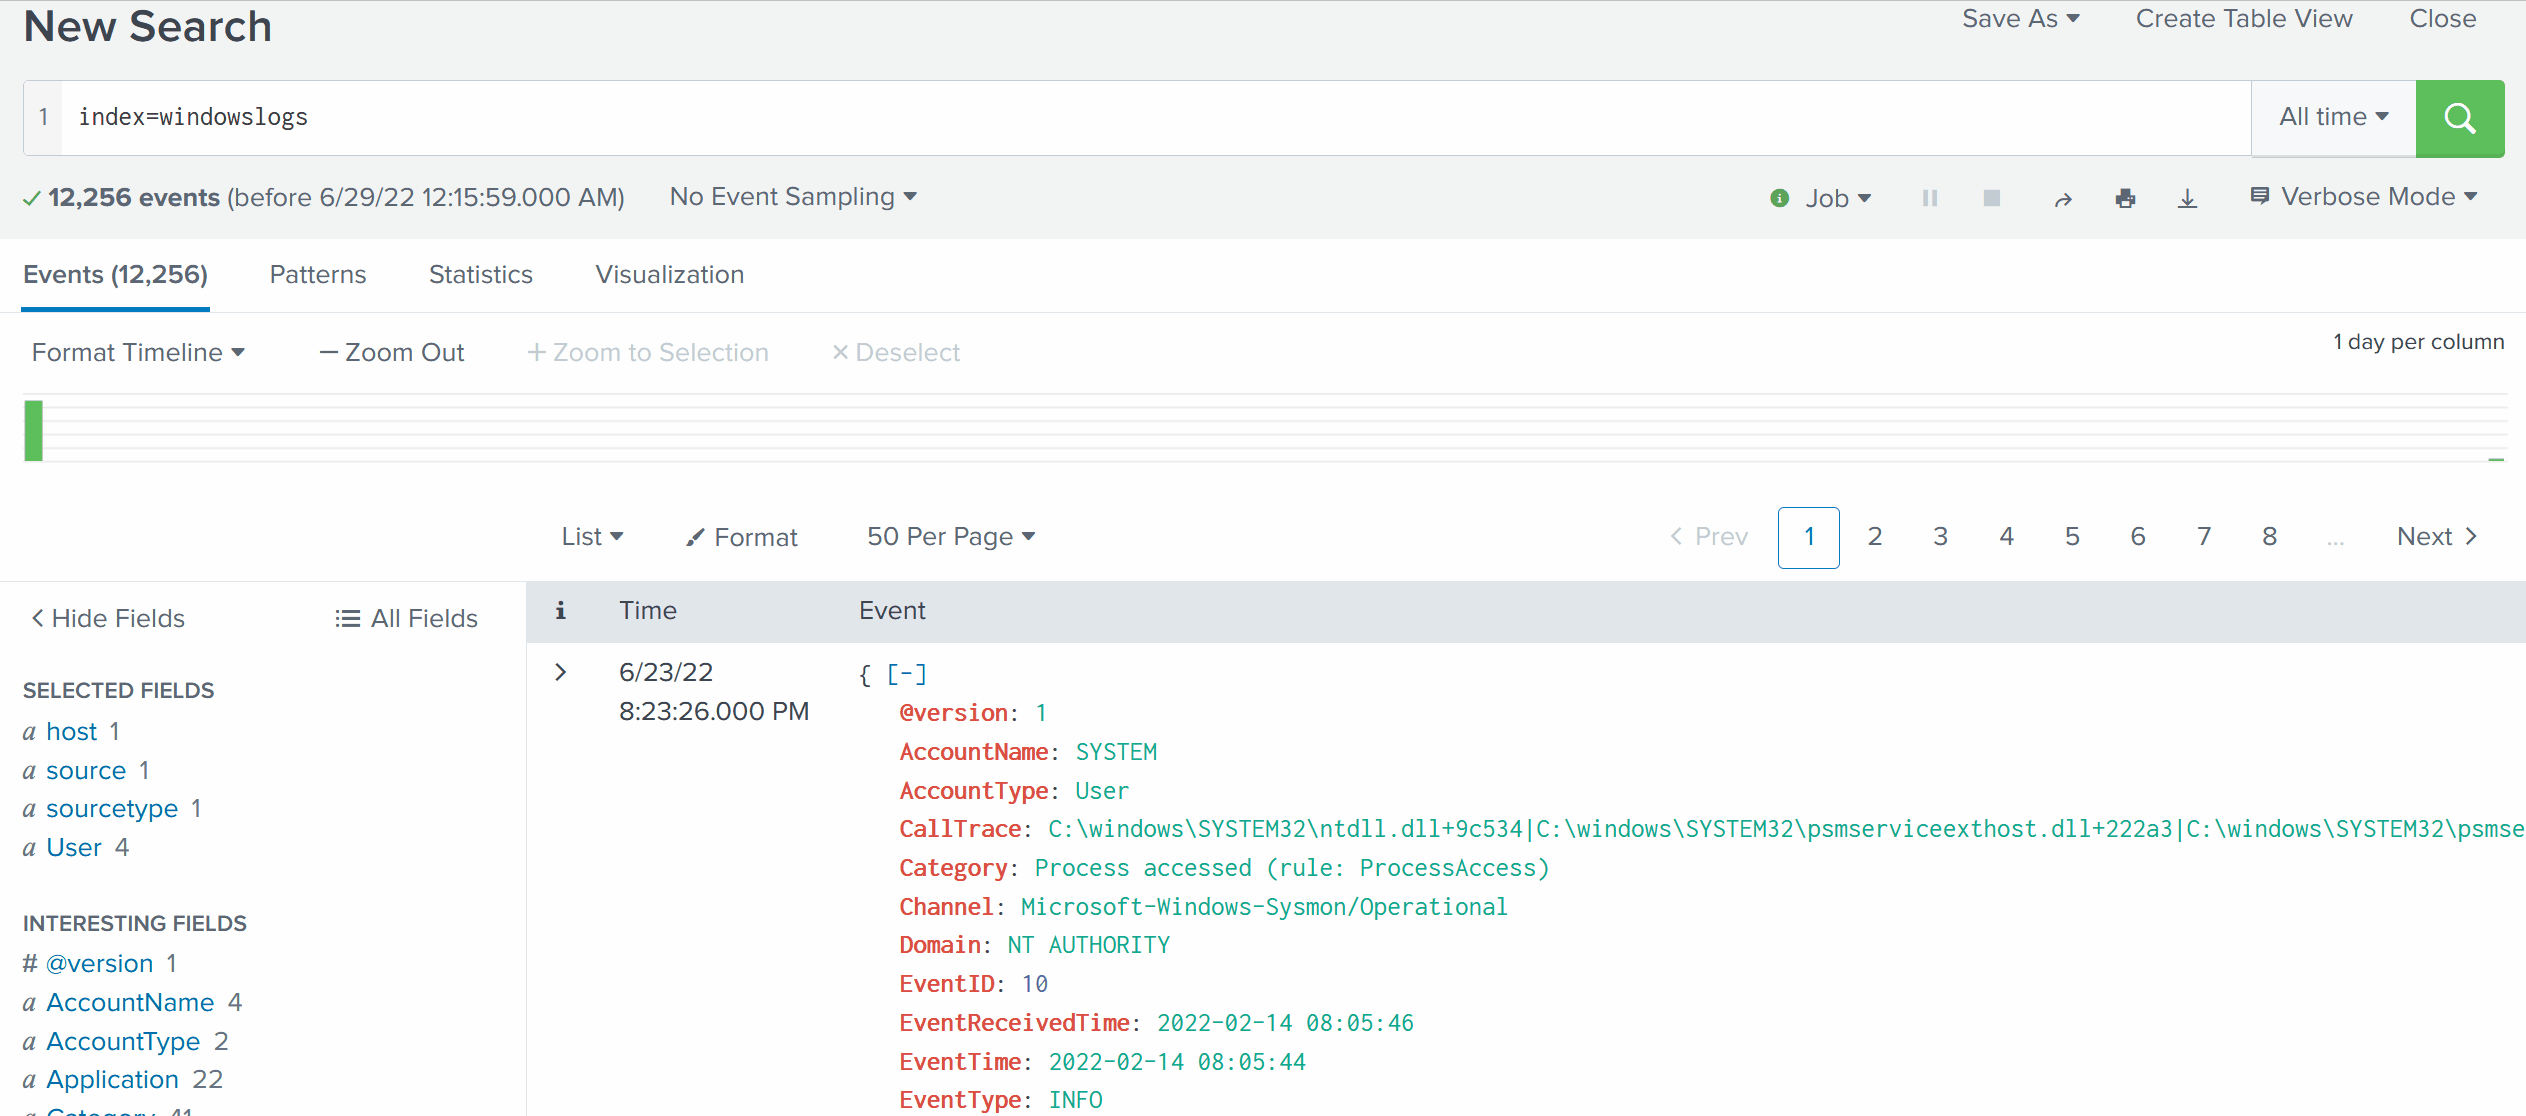 New Search
Save As
Create Table View
Close
1
index=windowslogs
All time
12,256 events (before 6/29/22 12:15:59.000 AM)
No Event Sampling
Job
Verbose Mode
Events (12,256)
Patterns
Statistics
Visualization
Format Timeline
— Zoom Out
+ Zoom to Selection
× Deselect
1 day per column
List
Format
50 Per Page
< Prev
1
2
3
4
5
6
7
8
...
Next >
< Hide Fields
All Fields
i
Time
Event
SELECTED FIELDS
a host 1
a source 1
a sourcetype 1
a User 4
INTERESTING FIELDS
# @version 1
a AccountName 4
a AccountType 2
a Application 22
a Category 41
>
6/23/22
8:23:26.000 PM
{ [-]
@version: 1
AccountName: SYSTEM
AccountType: User
CallTrace: C:\windows\SYSTEM32\ntdll.dll+9c534|C:\windows\SYSTEM32\psmserviceexthost.dll+222a3|C:\windows\SYSTEM32\psmse
Category: Process accessed (rule: ProcessAccess)
Channel: Microsoft-Windows-Sysmon/Operational
Domain: NT AUTHORITY
EventID: 10
EventReceivedTime: 2022-02-14 08:05:46
EventTime: 2022-02-14 08:05:44
EventType: INFO